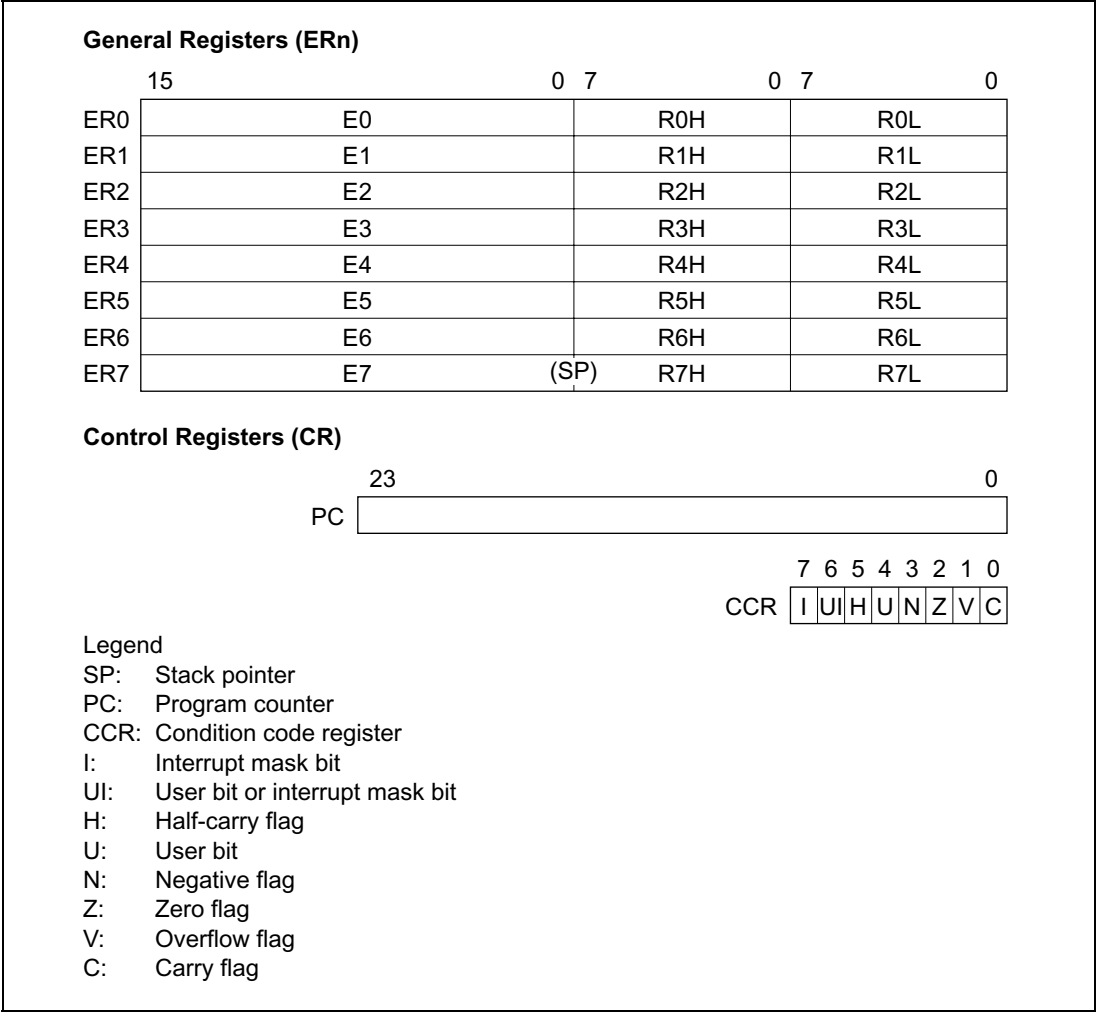 General Registers (ERn)
15 0 7 0 7 0
ER0 E0 R0H R0L
ER1 E1 R1H R1L
ER2 E2 R2H R2L
ER3 E3 R3H R3L
ER4 E4 R4H R4L
ER5 E5 R5H R5L
ER6 E6 R6H R6L
ER7 E7 (SP) R7H R7L
Control Registers (CR)
23 0
PC
7 6 5 4 3 2 1 0
CCR I UI H U N Z V C
Legend
SP: Stack pointer
PC: Program counter
CCR: Condition code register
I: Interrupt mask bit
UI: User bit or interrupt mask bit
H: Half-carry flag
U: User bit
N: Negative flag
Z: Zero flag
V: Overflow flag
C: Carry flag